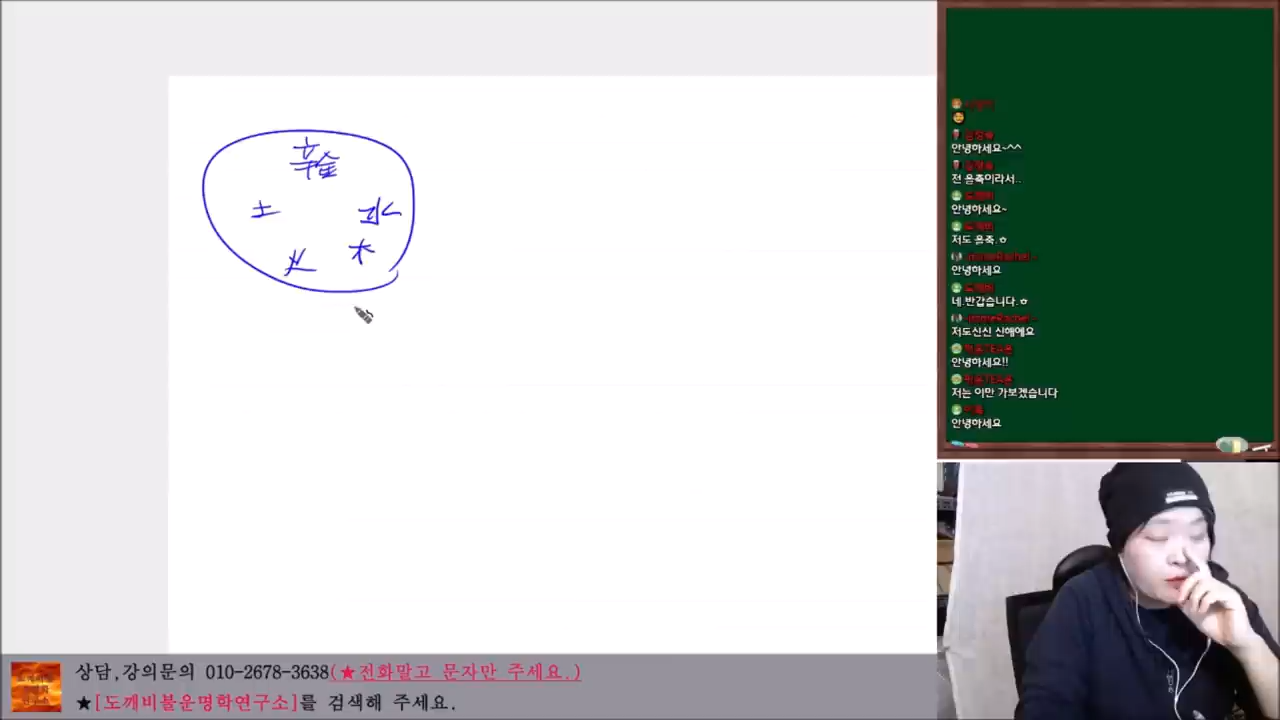 辛金
土
水
木
火
안녕하세요~^^
전 을축이라서..
안녕하세요~
저도 을축.ㅎ
안녕하세요
네.반갑습니다.ㅎ
저도신신 신해에요
안녕하세요!!
저는 이만 가보겠습니다
안녕하세요
상담,강의문의 010-2678-3638(★전화말고 문자만 주세요.)
★[도깨비불운명학연구소]를 검색해 주세요.